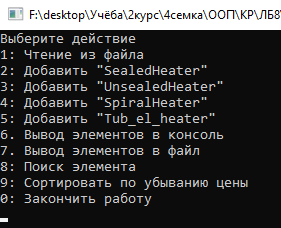 F:\desktop\Учёба\2курс\4семка\ООП\КР\ЛБ8\
Выберите действие
1: Чтение из файла
2: Добавить "SealedHeater"
3: Добавить "UnsealedHeater"
4: Добавить "SpiralHeater"
5: Добавить "Tub_el_heater"
6. Вывод элементов в консоль
7. Вывод элементов в файл
8: Поиск элемента
9: Сортировать по убыванию цены
0: Закончить работу